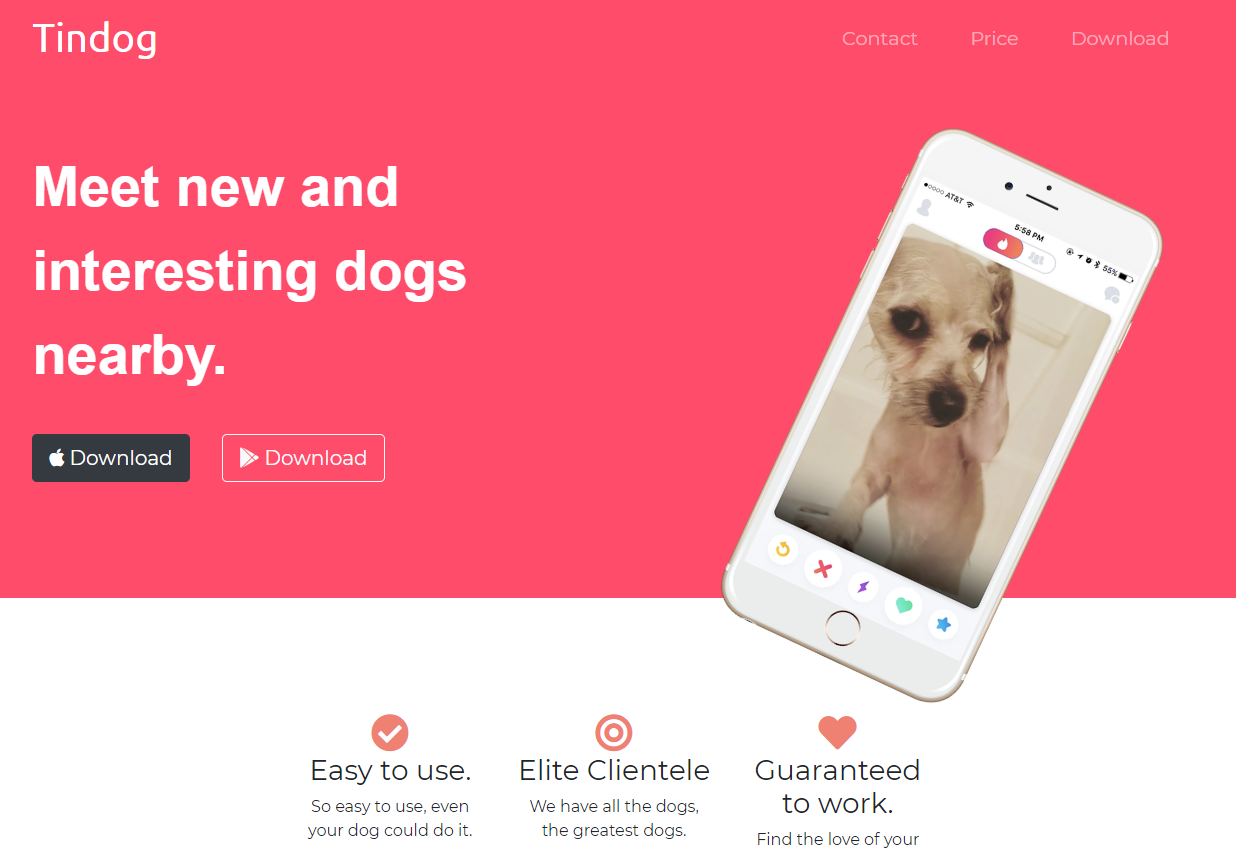 Tindog
Contact Price Download
Meet new and
interesting dogs
nearby.
Download Download
AT&T
5:58 PM
55%
Easy to use.
So easy to use, even
your dog could do it.
Elite Clientele
We have all the dogs,
the greatest dogs.
Guaranteed
to work.
Find the love of your